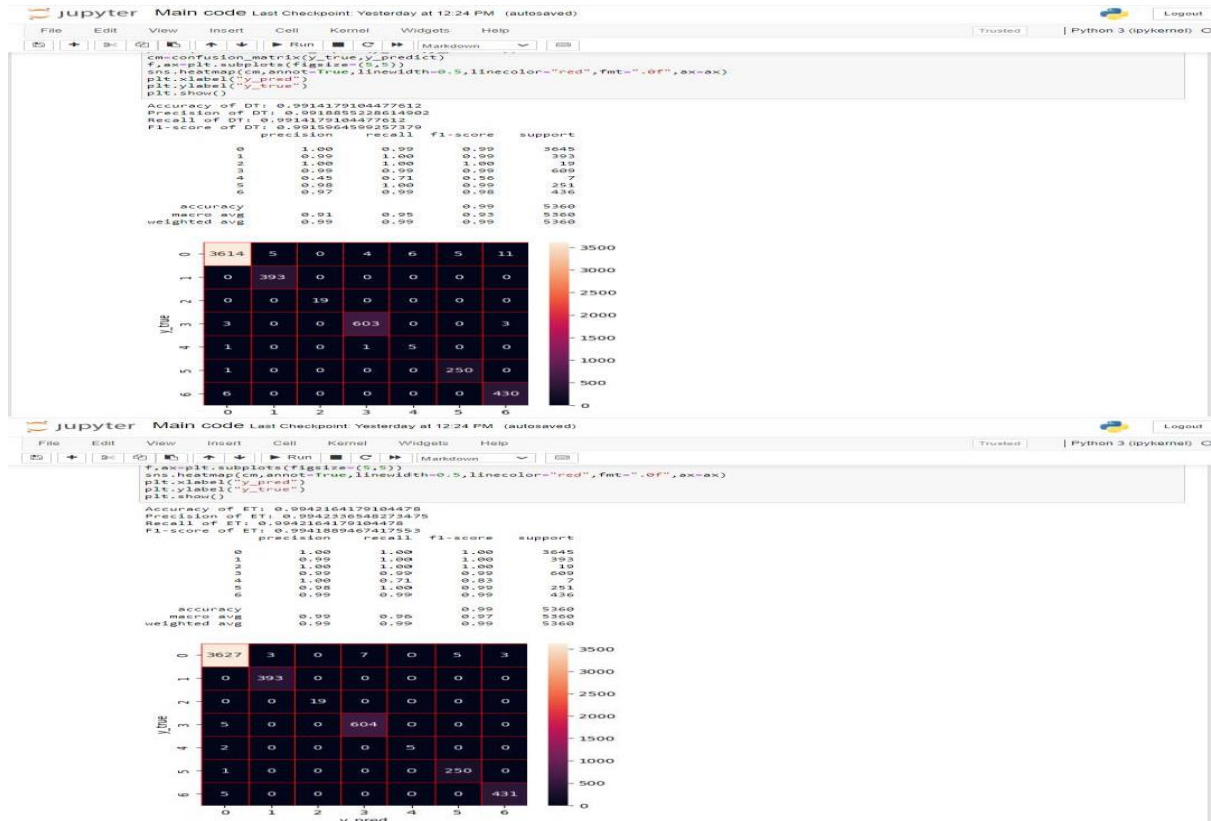 jupyter Main code Last Checkpoint: Yesterday at 12:24 PM (autosaved) Logout
File Edit View Insert Cell Kernel Widgets Help Trusted Python 3 (ipykernel)
Run Markdown
cm=confusion_matrix(y_true,y_predict)
f,ax=plt.subplots(figsize=(5,5))
sns.heatmap(cm,annot=True,linewidth=0.5,linecolor="red",fmt=".0f",ax=ax)
plt.xlabel("y_pred")
plt.ylabel("y_true")
plt.show()
Accuracy of DT: 0.9914179104477612
Precision of DT: 0.9918855228614902
Recall of DT: 0.9914179104477612
F1-score of DT: 0.9915964599257379
precision recall f1-score support
0 1.00 0.99 0.99 3645
1 0.99 1.00 0.99 393
2 1.00 1.00 1.00 19
3 0.99 0.99 0.99 609
4 0.45 0.71 0.56 7
5 0.98 1.00 0.99 251
6 0.97 0.99 0.98 436
accuracy 0.99 5360
macro avg 0.91 0.95 0.93 5360
weighted avg 0.99 0.99 0.99 5360
0 3614 5 0 4 6 5 11
1 0 393 0 0 0 0 0
2 0 0 19 0 0 0 0
3 3 0 0 603 0 0 3
4 1 0 0 1 5 0 0
5 1 0 0 0 0 250 0
6 6 0 0 0 0 0 430
0 1 2 3 4 5 6
y_true
3500
3000
2500
2000
1500
1000
500
0
jupyter Main code Last Checkpoint: Yesterday at 12:24 PM (autosaved) Logout
File Edit View Insert Cell Kernel Widgets Help Trusted Python 3 (ipykernel)
Run Markdown
f,ax=plt.subplots(figsize=(5,5))
sns.heatmap(cm,annot=True,linewidth=0.5,linecolor="red",fmt=".0f",ax=ax)
plt.xlabel("y_pred")
plt.ylabel("y_true")
plt.show()
Accuracy of ET: 0.9942164179104478
Precision of ET: 0.9942336548273475
Recall of ET: 0.9942164179104478
F1-score of ET: 0.9941889467417553
precision recall f1-score support
0 1.00 1.00 1.00 3645
1 0.99 1.00 1.00 393
2 1.00 1.00 1.00 19
3 0.99 0.99 0.99 609
4 1.00 0.71 0.83 7
5 0.98 1.00 0.99 251
6 0.99 0.99 0.99 436
accuracy 0.99 5360
macro avg 0.99 0.96 0.97 5360
weighted avg 0.99 0.99 0.99 5360
0 3627 3 0 7 0 5 3
1 0 393 0 0 0 0 0
2 0 0 19 0 0 0 0
3 5 0 0 604 0 0 0
4 2 0 0 0 5 0 0
5 1 0 0 0 0 250 0
6 5 0 0 0 0 0 431
0 1 2 3 4 5 6
y_true
y_pred
3500
3000
2500
2000
1500
1000
500
0